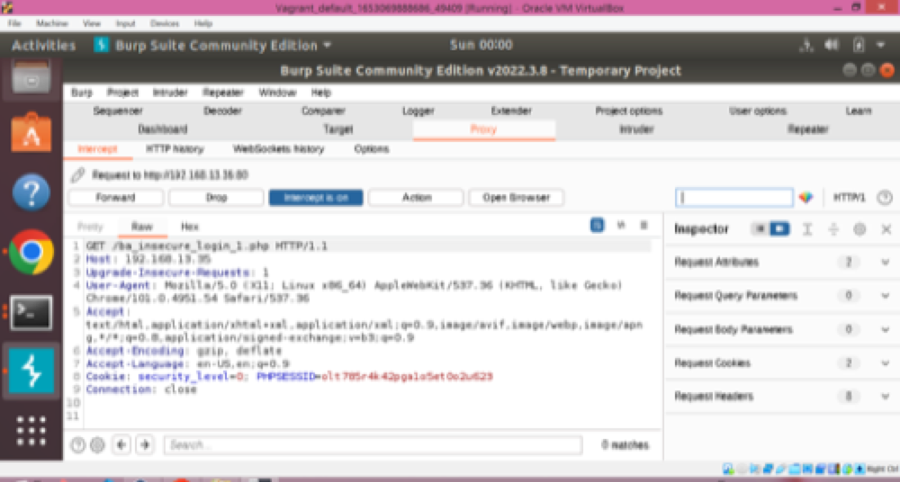 Vagrant_default_1653069888686_49409 [Running] - Oracle VM VirtualBox
File Machine View Input Devices Help
Activities Burp Suite Community Edition Sun 00:00
Burp Suite Community Edition v2022.3.8 - Temporary Project
Burp Project Intruder Repeater Window Help
Sequencer Decoder Comparer Logger Extender Project options User options Learn
Dashboard Target Proxy Intruder Repeater
Intercept HTTP history WebSockets history Options
Request to http://192.168.13.35:80
Forward Drop Intercept is on Action Open Browser HTTP/1
Pretty Raw Hex Inspector
1 GET /ba_insecure_login_1.php HTTP/1.1
2 Host: 192.168.13.35
3 Upgrade-Insecure-Requests: 1
4 User-Agent: Mozilla/5.0 (X11; Linux x86_64) AppleWebKit/537.36 (KHTML, like Gecko)
Chrome/101.0.4951.54 Safari/537.36
5 Accept:
text/html,application/xhtml+xml,application/xml;q=0.9,image/avif,image/webp,image/apn
g,*/*;q=0.8,application/signed-exchange;v=b3;q=0.9
6 Accept-Encoding: gzip, deflate
7 Accept-Language: en-US,en;q=0.9
8 Cookie: security_level=0; PHPSESSID=olt785r4k42pga1o5et0o2u623
9 Connection: close
10
11
Request Attributes 2
Request Query Parameters 0
Request Body Parameters 0
Request Cookies 2
Request Headers 8
Search... 0 matches
Right Ctrl